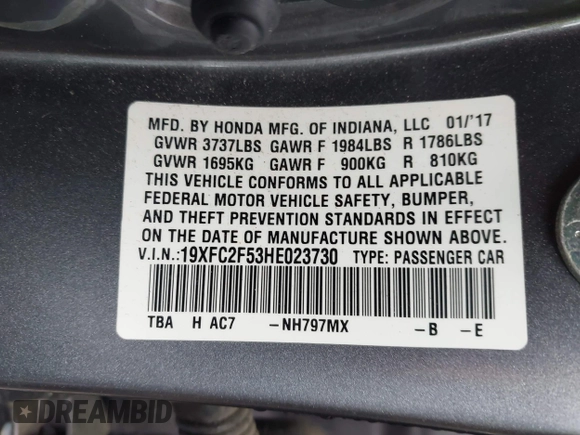 MFD. BY HONDA MFG. OF INDIANA, LLC 01/'17
GVWR 3737LBS GAWR F 1984LBS R 1786LBS
GVWR 1695KG GAWR F 900KG R 810KG
THIS VEHICLE CONFORMS TO ALL APPLICABLE
FEDERAL MOTOR VEHICLE SAFETY, BUMPER,
AND THEFT PREVENTION STANDARDS IN EFFECT
ON THE DATE OF MANUFACTURE SHOWN ABOVE.
V.I.N.:19XFC2F53HE023730 TYPE: PASSENGER CAR
TBA H AC7 -NH797MX -B -E
DREAMBID